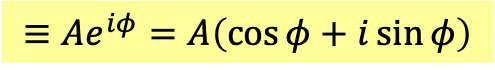 ≡ Ae^{iϕ} = A(cos ϕ + i sin ϕ)